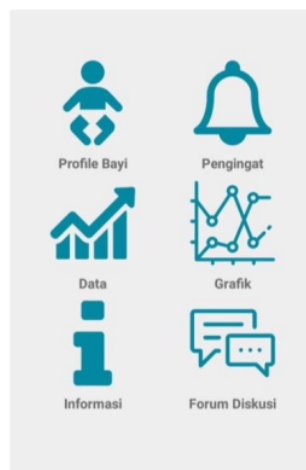 Profile Bayi
Pengingat
Data
Grafik
Informasi
Forum Diskusi